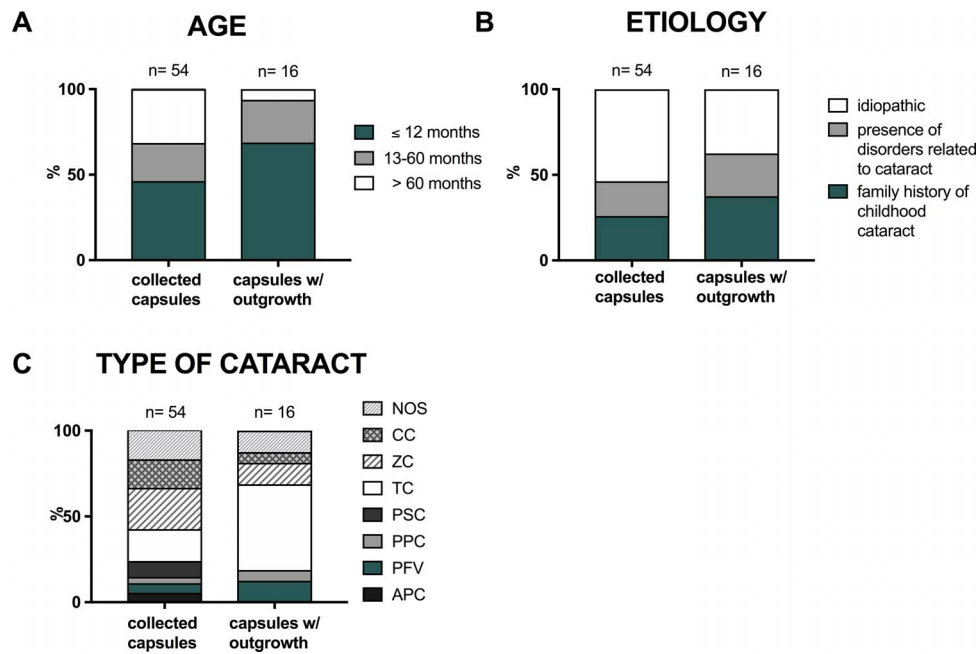 A
AGE
n= 54
n= 16
100
50
0
%
collected
capsules
capsules w/
outgrowth
≤ 12 months
13-60 months
> 60 months
B
ETIOLOGY
n= 54
n= 16
100
50
0
%
collected
capsules
capsules w/
outgrowth
idiopathic
presence of
disorders related
to cataract
family history of
childhood
cataract
C
TYPE OF CATARACT
n= 54
n= 16
100
50
0
%
collected
capsules
capsules w/
outgrowth
NOS
CC
ZC
TC
PSC
PPC
PFV
APC